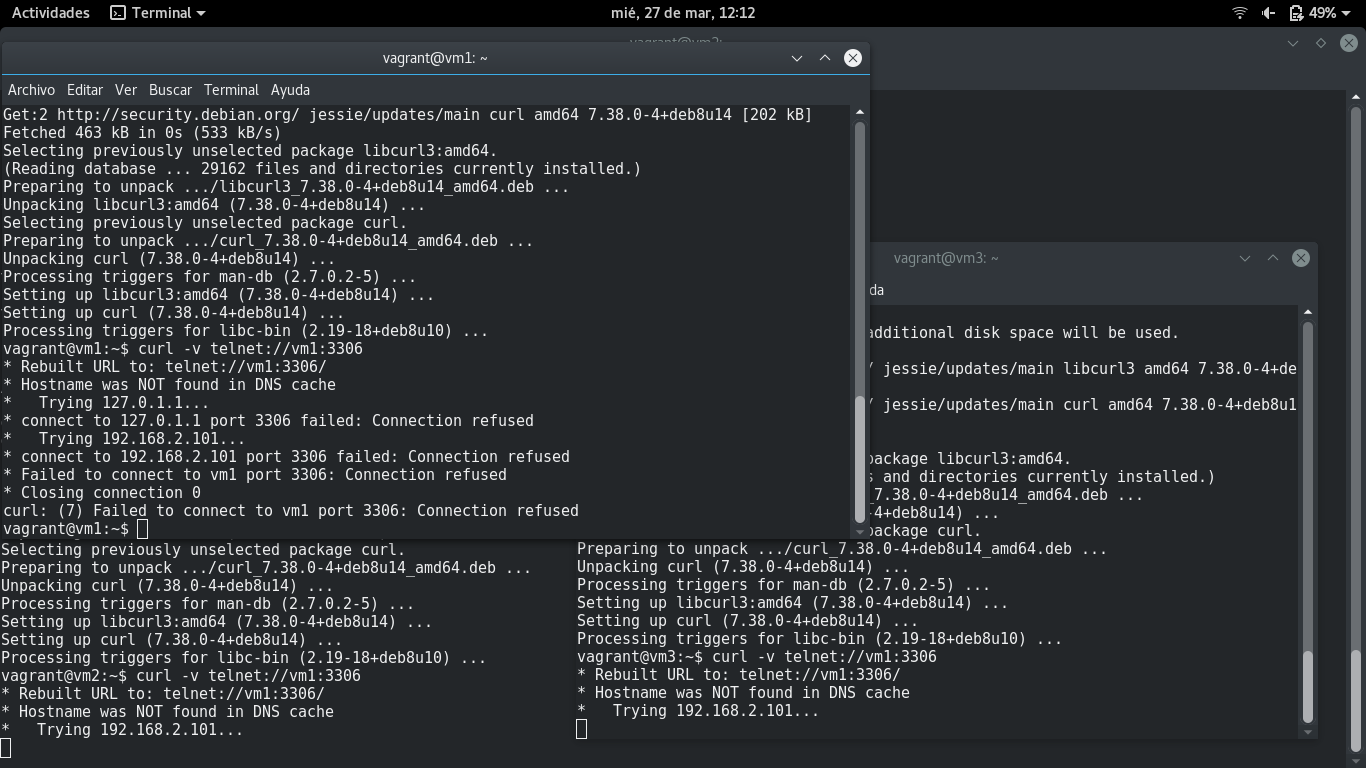 Actividades Terminal mié, 27 de mar, 12:12 49%
vagrant@vm1: ~
Archivo Editar Ver Buscar Terminal Ayuda
Get:2 http://security.debian.org/ jessie/updates/main curl amd64 7.38.0-4+deb8u14 [202 kB]
Fetched 463 kB in 0s (533 kB/s)
Selecting previously unselected package libcurl3:amd64.
(Reading database ... 29162 files and directories currently installed.)
Preparing to unpack .../libcurl3_7.38.0-4+deb8u14_amd64.deb ...
Unpacking libcurl3:amd64 (7.38.0-4+deb8u14) ...
Selecting previously unselected package curl.
Preparing to unpack .../curl_7.38.0-4+deb8u14_amd64.deb ...
Unpacking curl (7.38.0-4+deb8u14) ...
Processing triggers for man-db (2.7.0.2-5) ...
Setting up libcurl3:amd64 (7.38.0-4+deb8u14) ...
Setting up curl (7.38.0-4+deb8u14) ...
Processing triggers for libc-bin (2.19-18+deb8u10) ...
vagrant@vm1:~$ curl -v telnet://vm1:3306
* Rebuilt URL to: telnet://vm1:3306/
* Hostname was NOT found in DNS cache
*   Trying 127.0.1.1...
* connect to 127.0.1.1 port 3306 failed: Connection refused
*   Trying 192.168.2.101...
* connect to 192.168.2.101 port 3306 failed: Connection refused
* Failed to connect to vm1 port 3306: Connection refused
* Closing connection 0
curl: (7) Failed to connect to vm1 port 3306: Connection refused
vagrant@vm1:~$
Selecting previously unselected package curl.
Preparing to unpack .../curl_7.38.0-4+deb8u14_amd64.deb ...
Unpacking curl (7.38.0-4+deb8u14) ...
Processing triggers for man-db (2.7.0.2-5) ...
Setting up libcurl3:amd64 (7.38.0-4+deb8u14) ...
Setting up curl (7.38.0-4+deb8u14) ...
Processing triggers for libc-bin (2.19-18+deb8u10) ...
vagrant@vm2:~$ curl -v telnet://vm1:3306
* Rebuilt URL to: telnet://vm1:3306/
* Hostname was NOT found in DNS cache
*   Trying 192.168.2.101...
vagrant@vm3: ~
da
additional disk space will be used.
/ jessie/updates/main libcurl3 amd64 7.38.0-4+de
/ jessie/updates/main curl amd64 7.38.0-4+deb8u1
package libcurl3:amd64.
s and directories currently installed.)
_7.38.0-4+deb8u14_amd64.deb ...
-4+deb8u14) ...
package curl.
Preparing to unpack .../curl_7.38.0-4+deb8u14_amd64.deb ...
Unpacking curl (7.38.0-4+deb8u14) ...
Processing triggers for man-db (2.7.0.2-5) ...
Setting up libcurl3:amd64 (7.38.0-4+deb8u14) ...
Setting up curl (7.38.0-4+deb8u14) ...
Processing triggers for libc-bin (2.19-18+deb8u10) ...
vagrant@vm3:~$ curl -v telnet://vm1:3306
* Rebuilt URL to: telnet://vm1:3306/
* Hostname was NOT found in DNS cache
*   Trying 192.168.2.101...